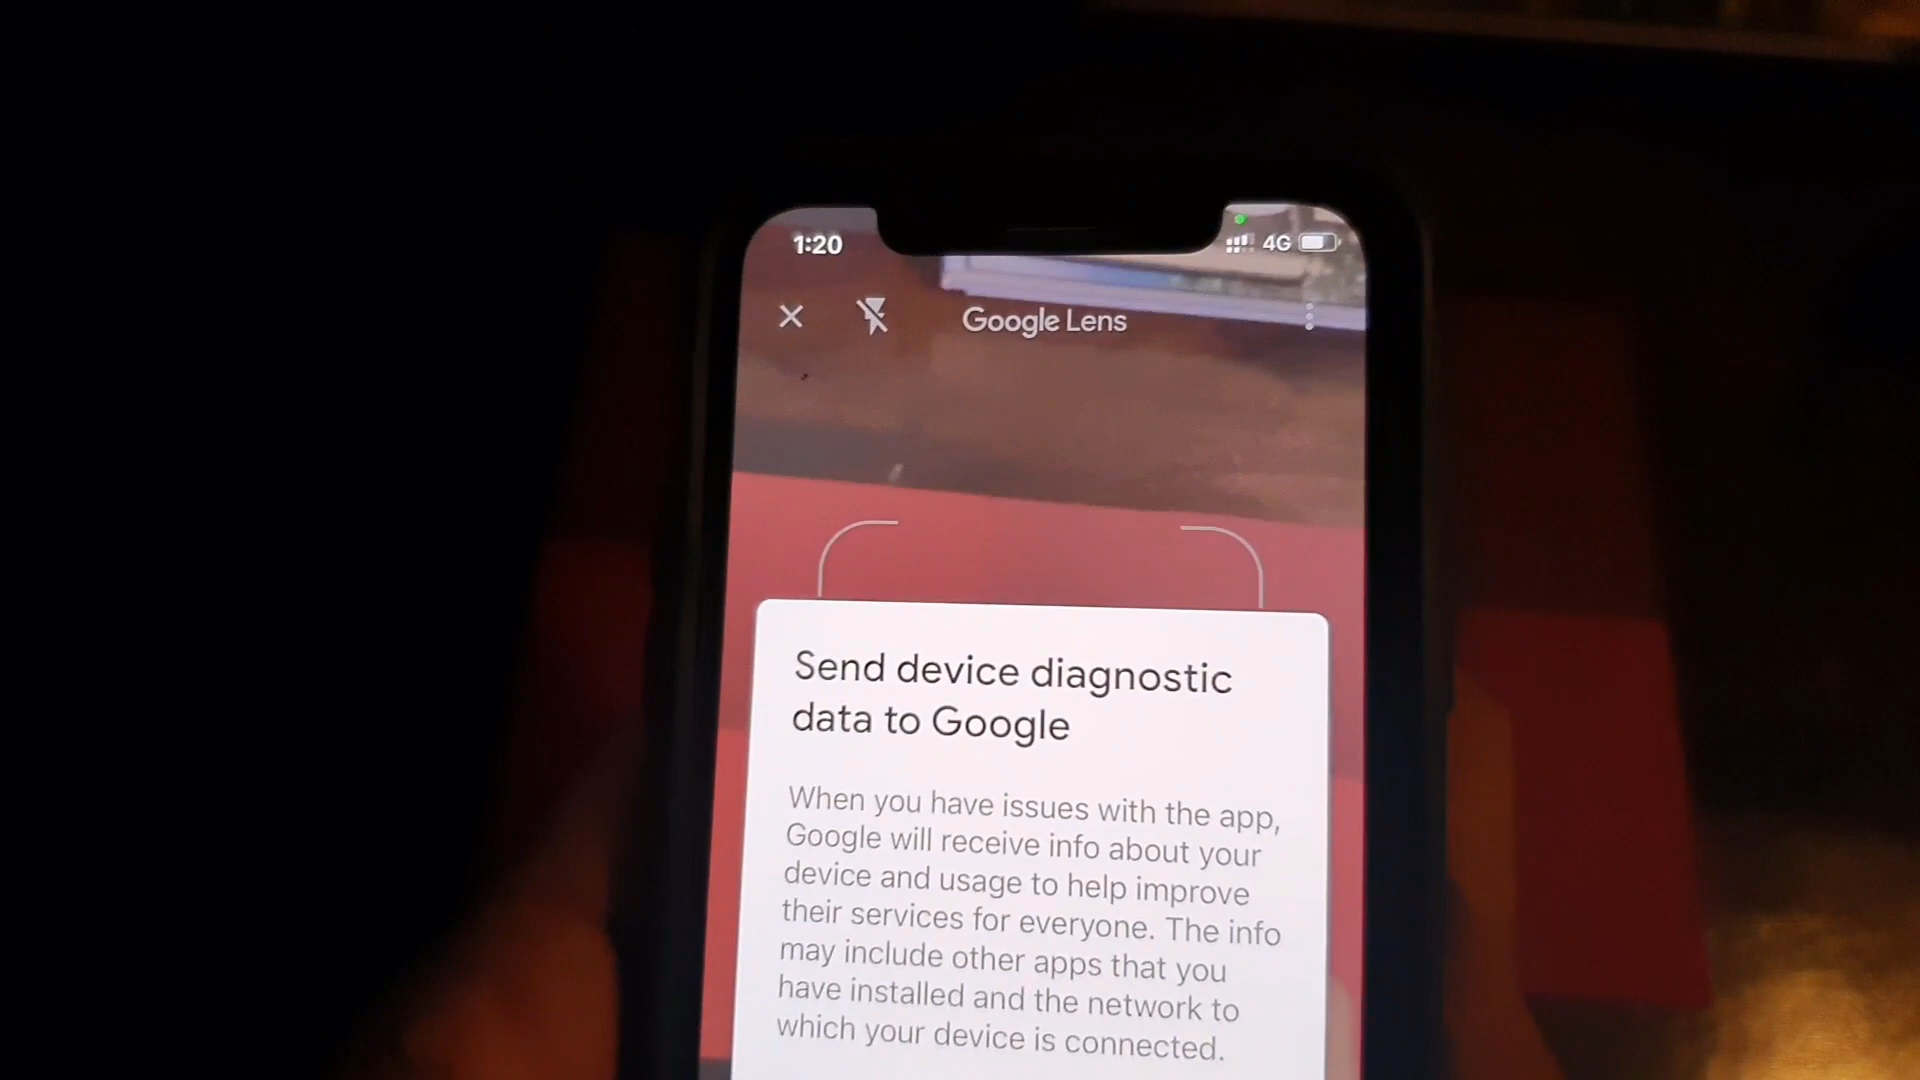 1:20
4G
Google Lens
Send device diagnostic
data to Google
When you have issues with the app,
Google will receive info about your
device and usage to help improve
their services for everyone. The info
may include other apps that you
have installed and the network to
which your device is connected.